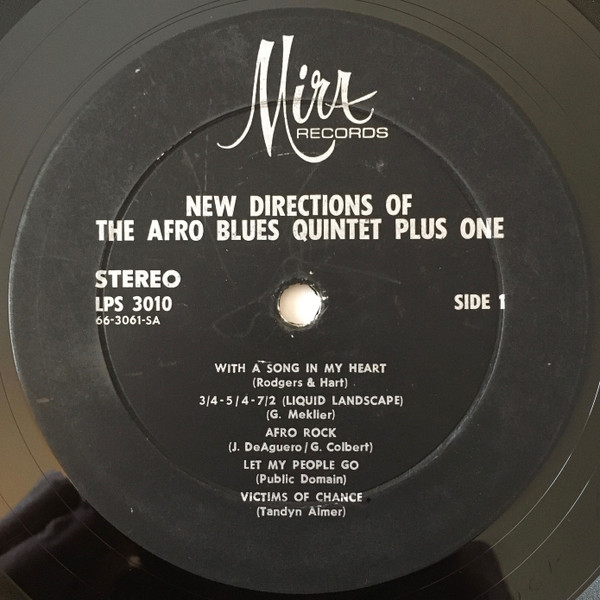 Mira
RECORDS
NEW DIRECTIONS OF
THE AFRO BLUES QUINTET PLUS ONE
STEREO
LPS 3010
SIDE 1
66-3061-SA
WITH A SONG IN MY HEART
(Rodgers & Hart)
3/4-5/4-7/2 (LIQUID LANDSCAPE)
(G. Meklier)
AFRO ROCK
(J. DeAguero/G. Colbert)
LET MY PEOPLE GO
(Public Domain)
VICTIMS OF CHANCE
(Tandyn Almer)